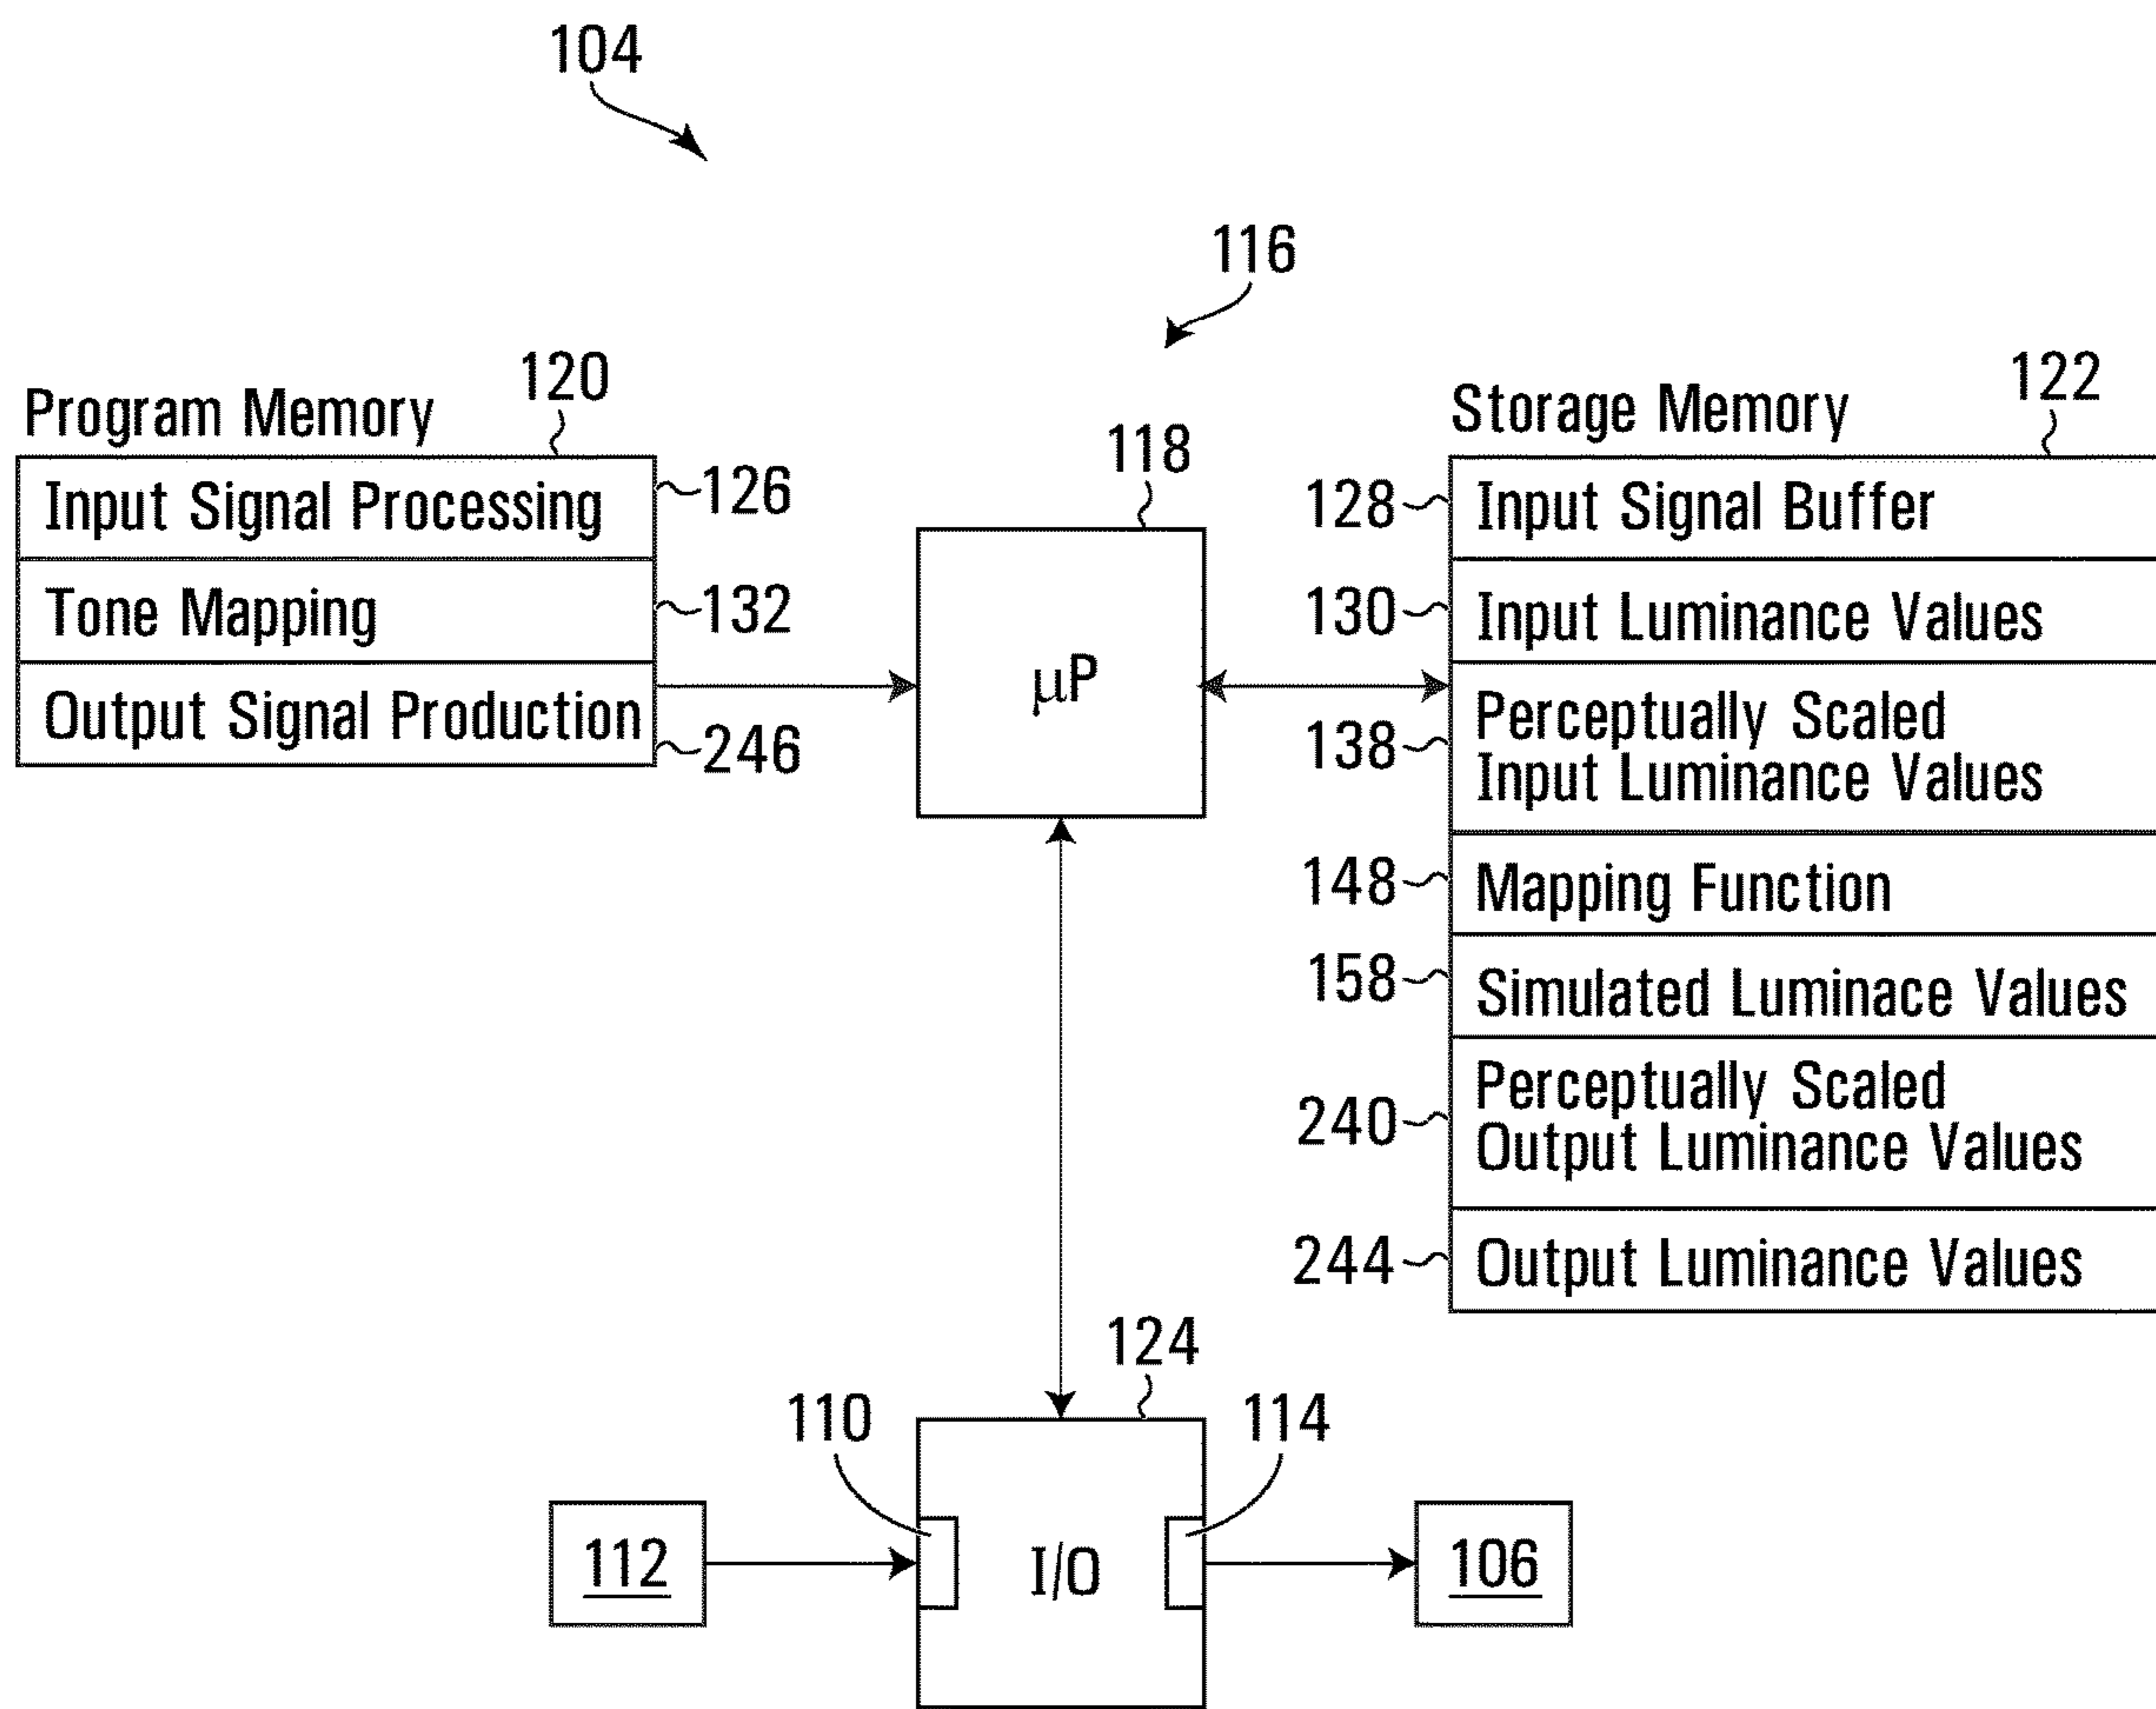 104
116
120
Program Memory
Input Signal Processing
126
Tone Mapping
132
Output Signal Production
246
118
µP
122
Storage Memory
128
Input Signal Buffer
130
Input Luminance Values
138
Perceptually Scaled
Input Luminance Values
148
Mapping Function
158
Simulated Luminace Values
240
Perceptually Scaled
Output Luminance Values
244
Output Luminance Values
124
110
114
112
I/O
106